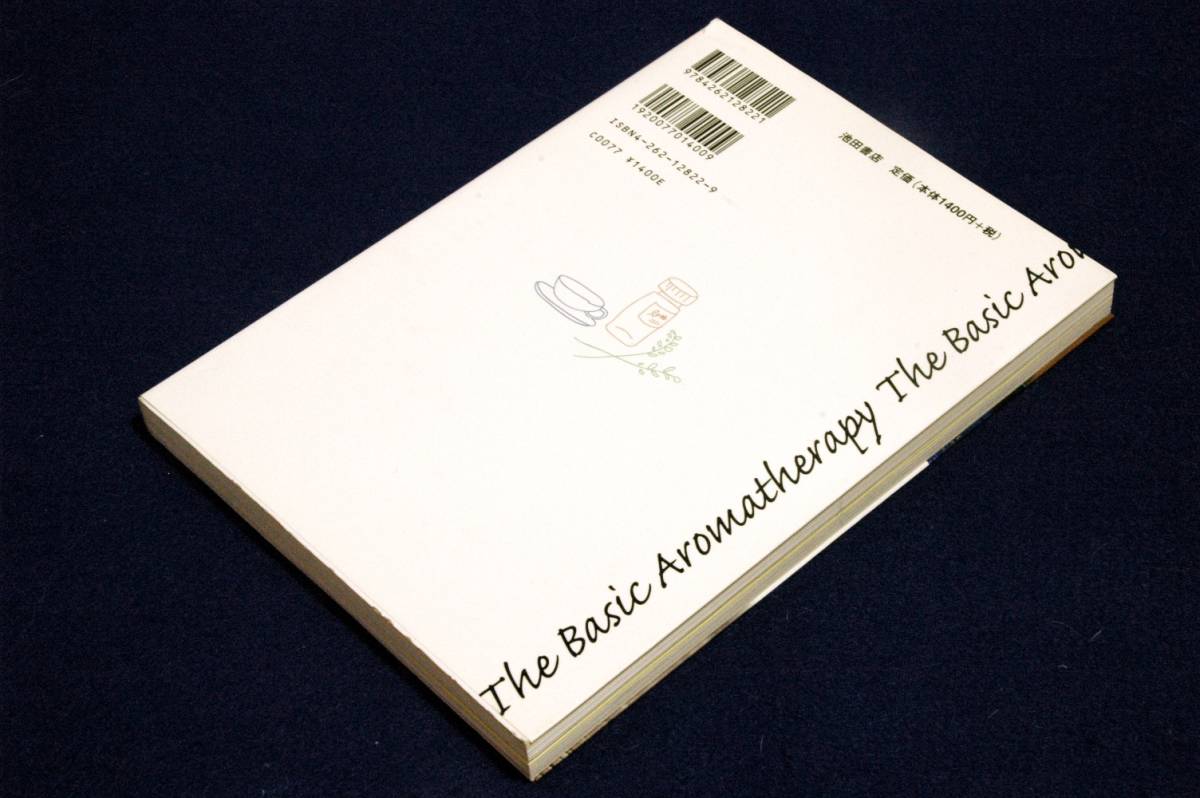 9784262128221
1920077014009
ISBN4-262-12822-9
C0077 ¥1400E
池田書店 定価(本体1400円+税)
The Basic Aromatherapy The Basic Aro